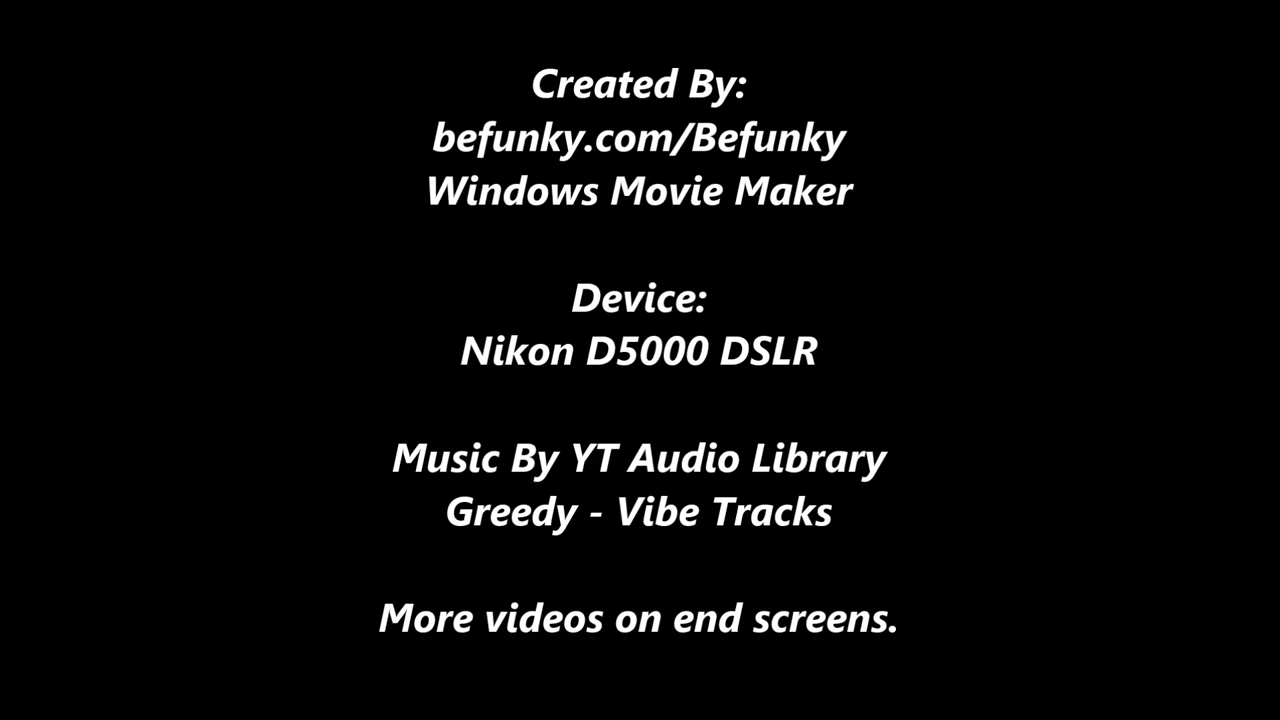 Created By:
befunky.com/Befunky
Windows Movie Maker
Device:
Nikon D5000 DSLR
Music By YT Audio Library
Greedy - Vibe Tracks
More videos on end screens.